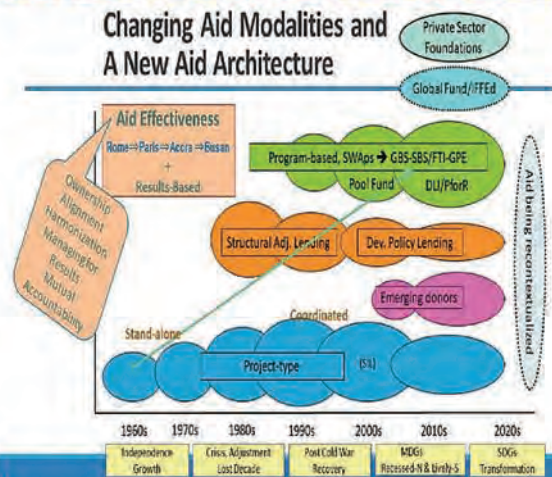 Changing Aid Modalities and
A New Aid Architecture
Private Sector
Foundations
Global Fund/IFFEd
Aid Effectiveness
Rome⇒Paris⇒Accra⇒Busan
+
Results-Based
Ownership
Alignment
Harmonization
Managing for
Results
Mutual
Accountability
Program-based, SWAps → GBS-SBS/FTI-GPE
Pool Fund
DLI/PforR
Structural Adj. Lending
Dev. Policy Lending
Emerging donors
Aid being recontextualized
Coordinated
Stand-alone
Project-type
(SIL)
1960s
1970s
1980s
1990s
2000s
2010s
2020s
Independence
Growth
Crisis, Adjustment
Lost Decade
Post Cold War
Recovery
MDGs
Recessed-N & Lively-S
SDGs
Transformation